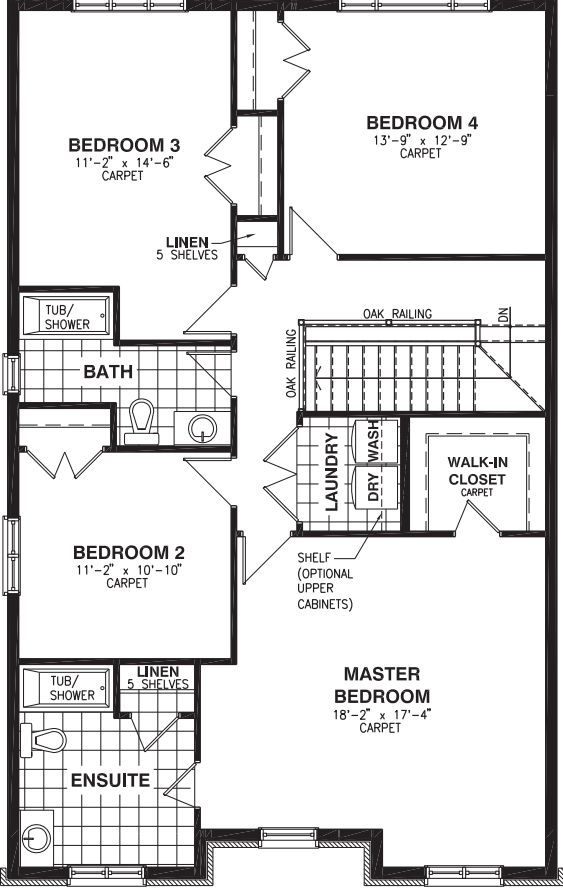 BEDROOM 3
11'-2" x 14'-6"
CARPET
BEDROOM 4
13'-9" x 12'-9"
CARPET
LINEN
5 SHELVES
TUB/
SHOWER
OAK RAILING
DN
OAK RAILING
BATH
LAUNDRY
WASH
DRY
WALK-IN
CLOSET
CARPET
BEDROOM 2
11'-2" x 10'-10"
CARPET
SHELF
(OPTIONAL
UPPER
CABINETS)
LINEN
5 SHELVES
TUB/
SHOWER
MASTER
BEDROOM
18'-2" x 17'-4"
CARPET
ENSUITE